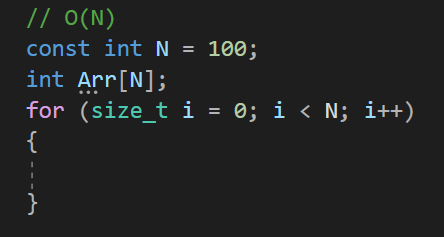 // O(N)
const int N = 100;
int Arr[N];
for (size_t i = 0; i < N; i++)
{
}